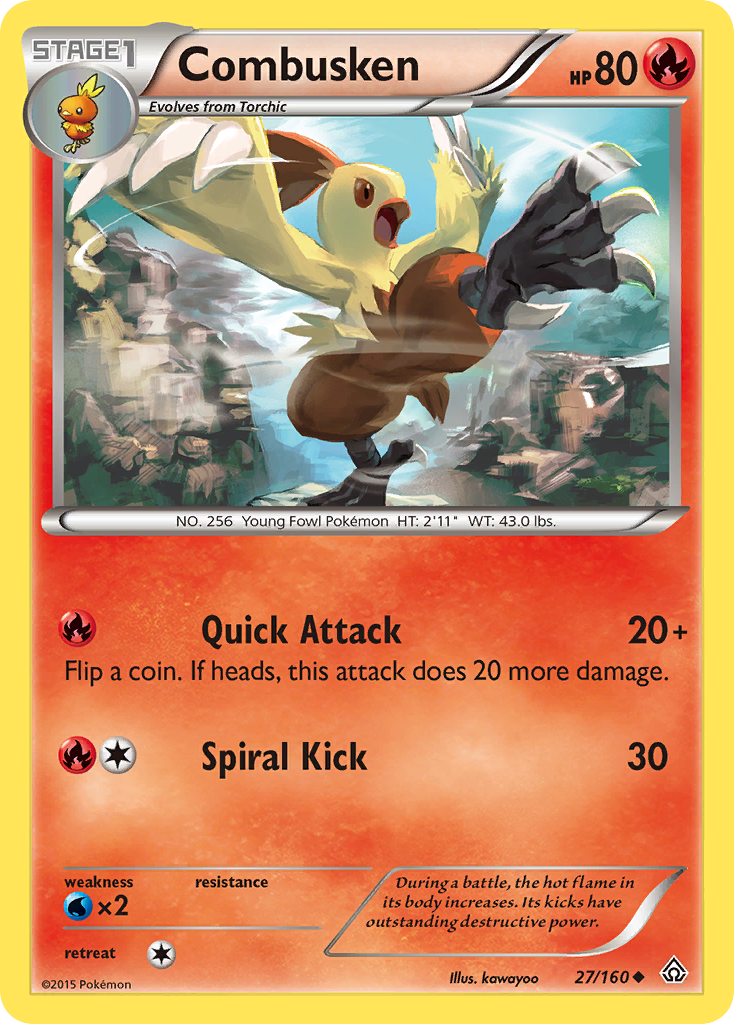 STAGE1
Combusken
HP80
Evolves from Torchic
NO. 256 Young Fowl Pokémon HT: 2'11" WT: 43.0 lbs.
Quick Attack 20+
Flip a coin. If heads, this attack does 20 more damage.
Spiral Kick 30
weakness resistance
×2
retreat
During a battle, the hot flame in
its body increases. Its kicks have
outstanding destructive power.
©2015 Pokémon
Illus. kawayoo
27/160